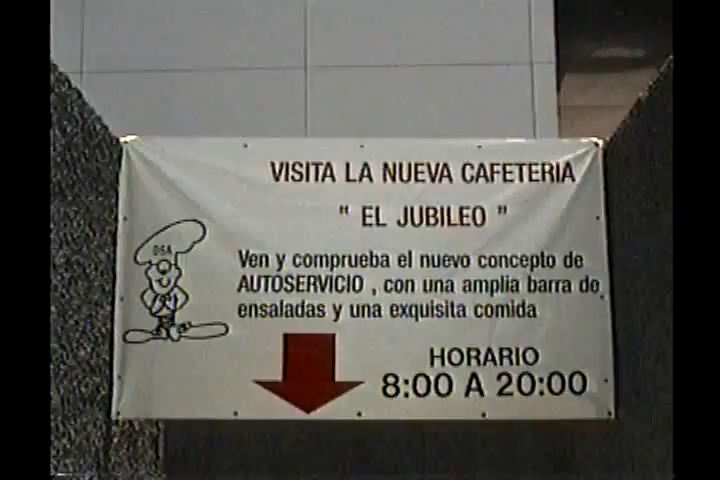 VISITA LA NUEVA CAFETERIA
" EL JUBILEO "
DSA
Ven y comprueba el nuevo concepto de
AUTOSERVICIO , con una amplia barra de
ensaladas y una exquisita comida
HORARIO
8:00 A 20:00